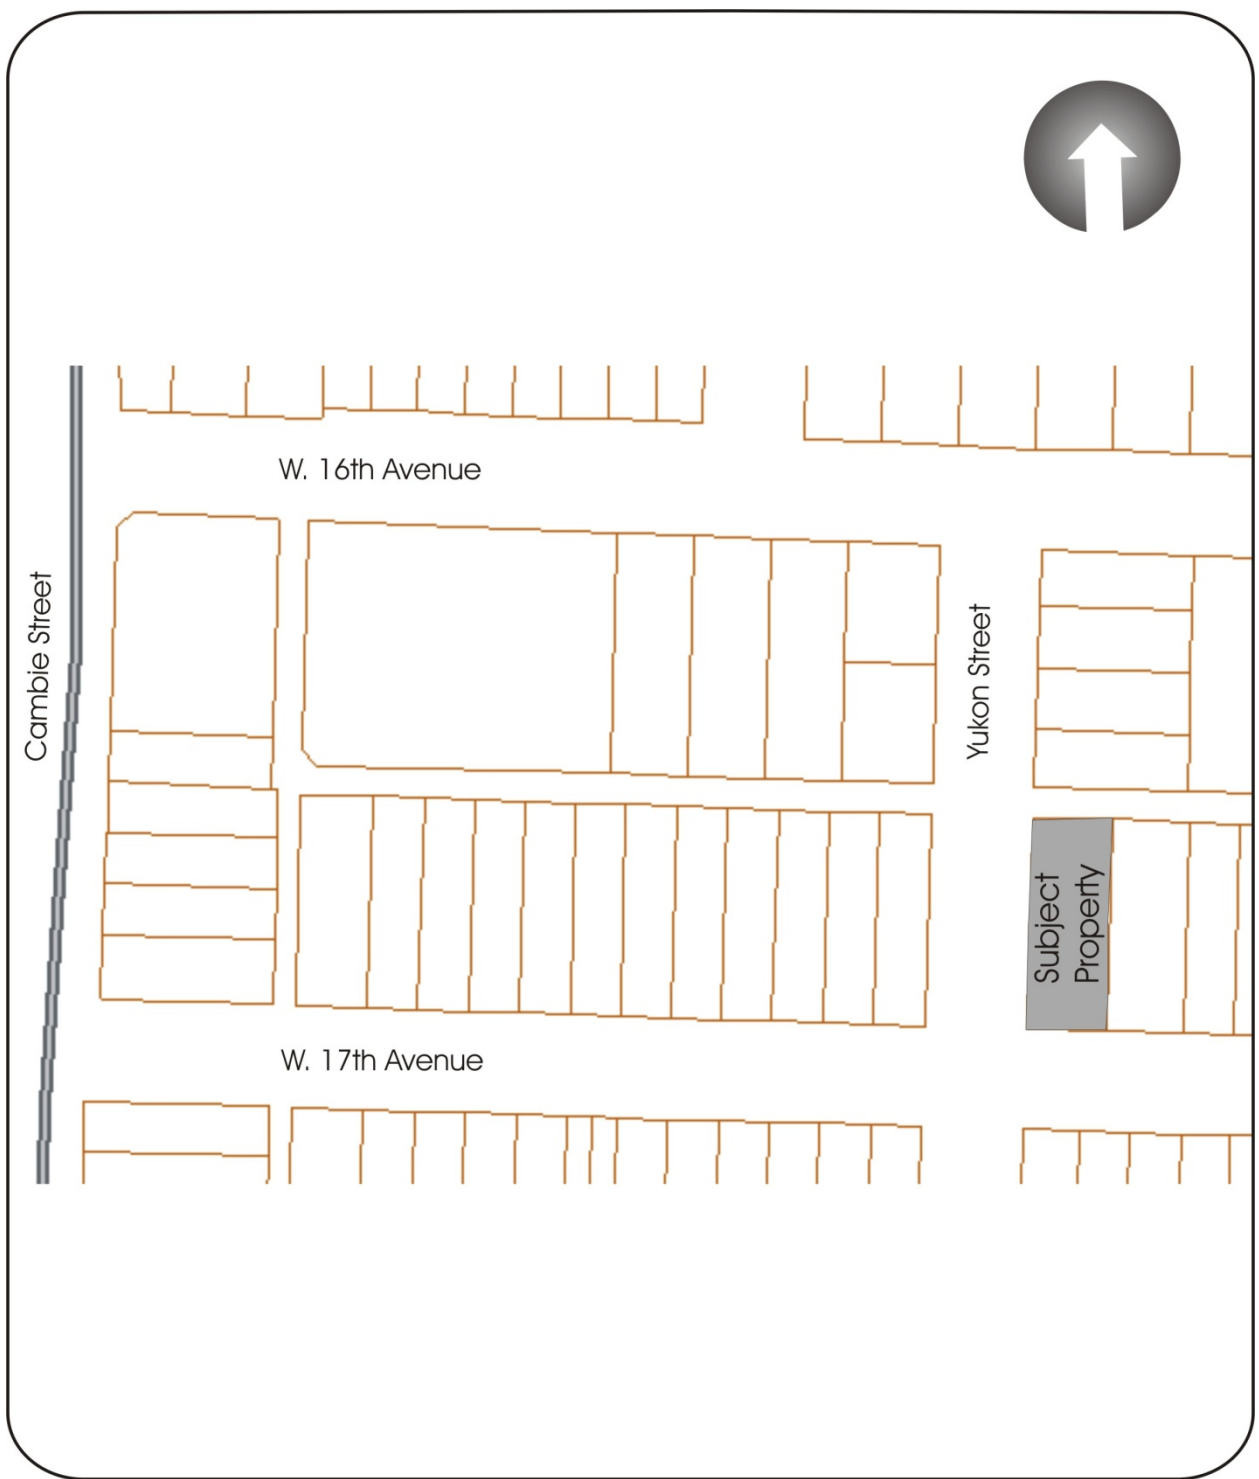 W. 16th Avenue
Cambie Street
Yukon Street
Subject
Property
W. 17th Avenue